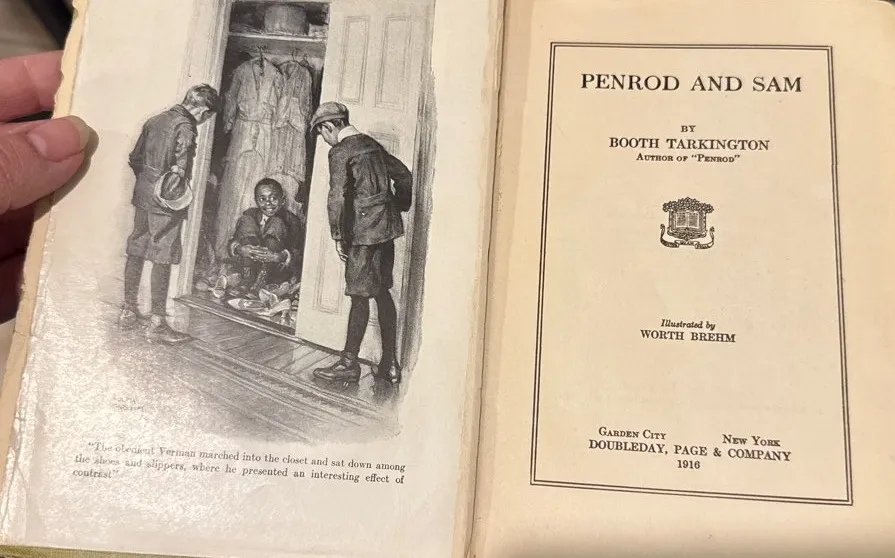 "The obedient Verman marched into the closet and sat down among
the shoes and slippers, where he presented an interesting effect of
contrast"
PENROD AND SAM
BY
BOOTH TARKINGTON
AUTHOR OF "PENROD"
Illustrated by
WORTH BREHM
GARDEN CITY NEW YORK
DOUBLEDAY, PAGE & COMPANY
1916